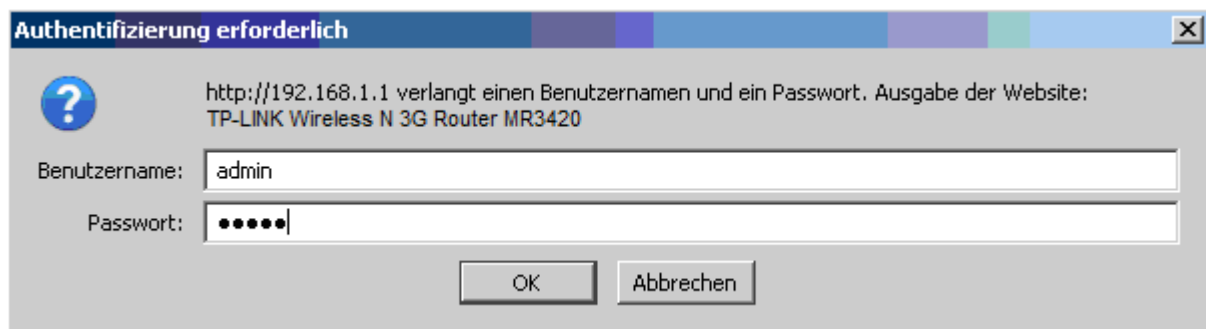 Authentifizierung erforderlich
http://192.168.1.1 verlangt einen Benutzernamen und ein Passwort. Ausgabe der Website:
TP-LINK Wireless N 3G Router MR3420
Benutzername: admin
Passwort: •••••
OK Abbrechen